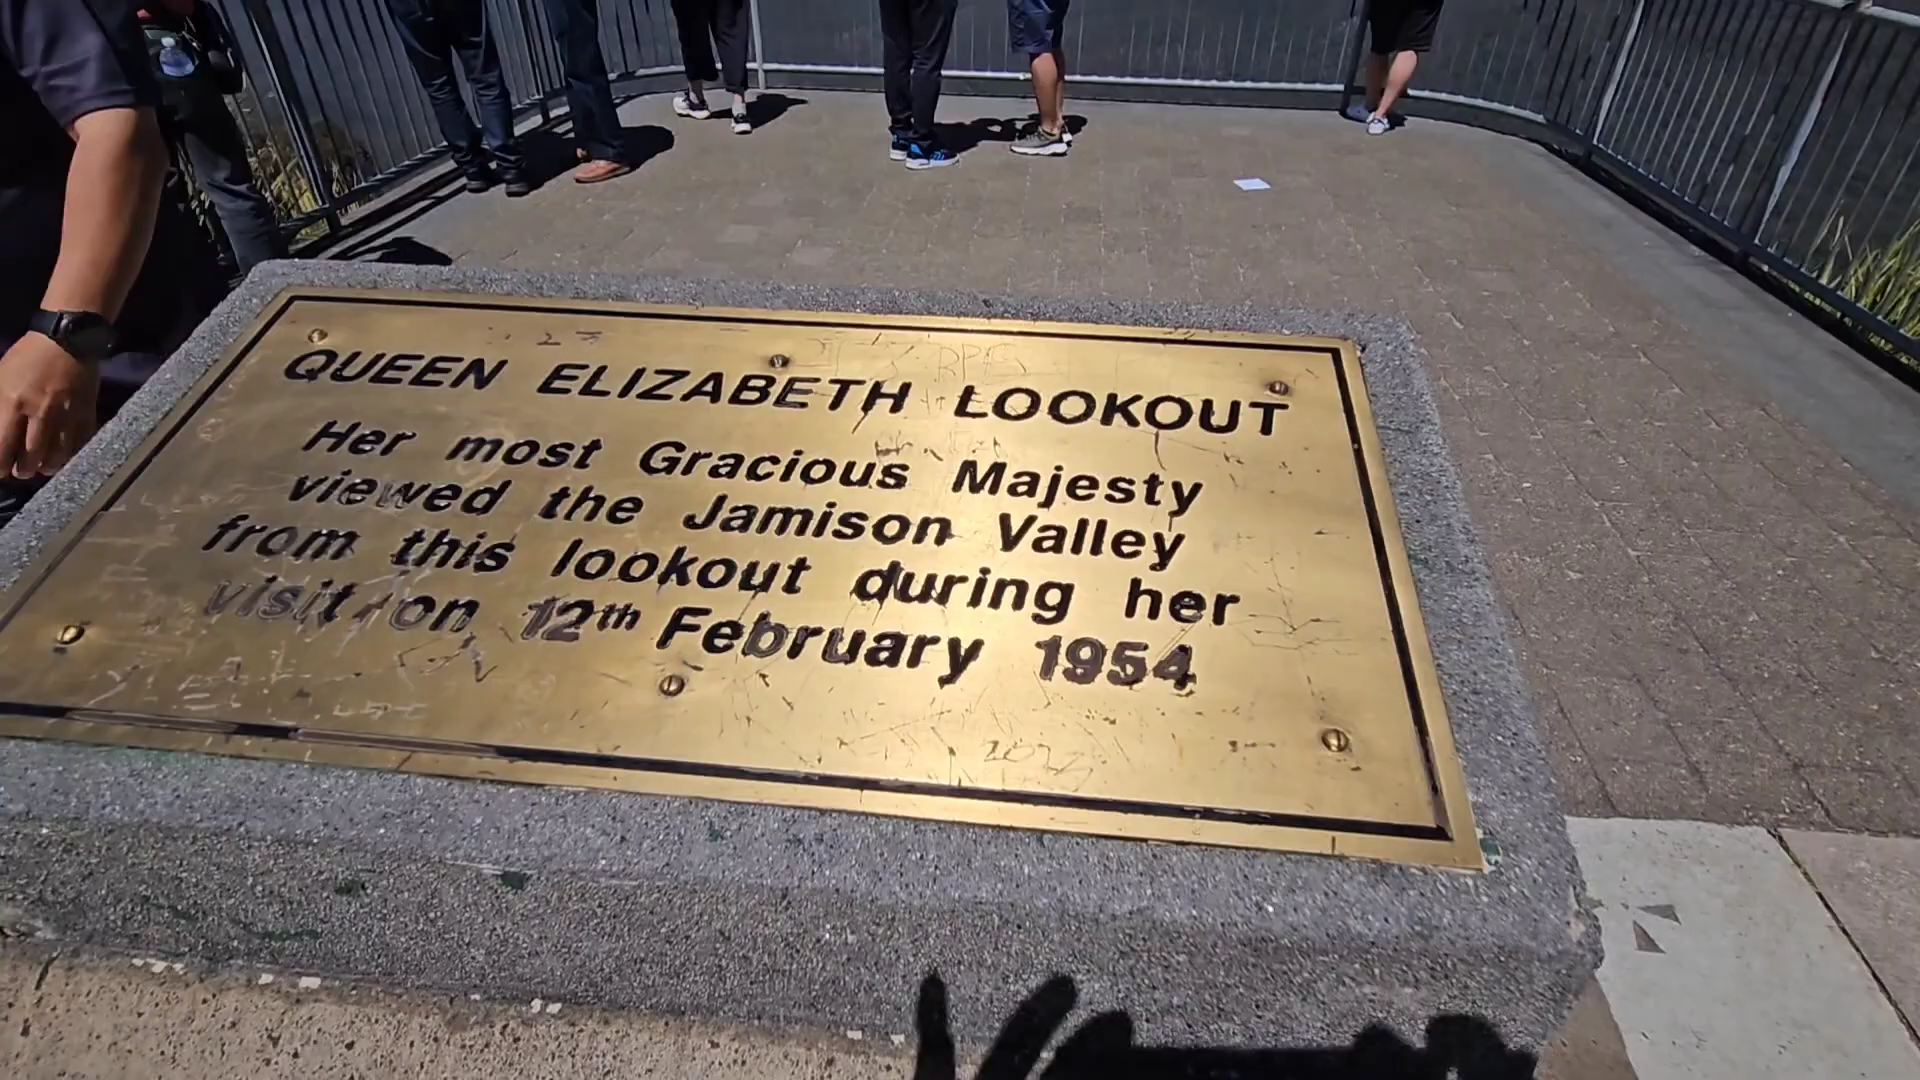 QUEEN ELIZABETH LOOKOUT
Her most Gracious Majesty
viewed the Jamison Valley
from this lookout during her
visit on 12th February 1954